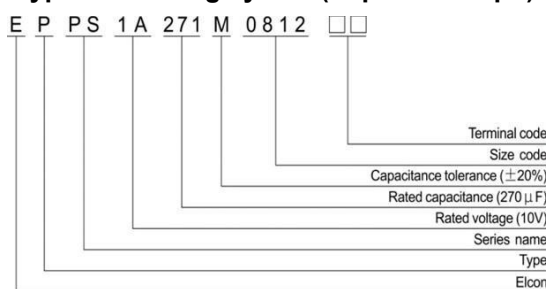 E P PS 1A 271 M 0812 □□
Terminal code
Size code
Capacitance tolerance (±20%)
Rated capacitance (270μF)
Rated voltage (10V)
Series name
Type
Elcon